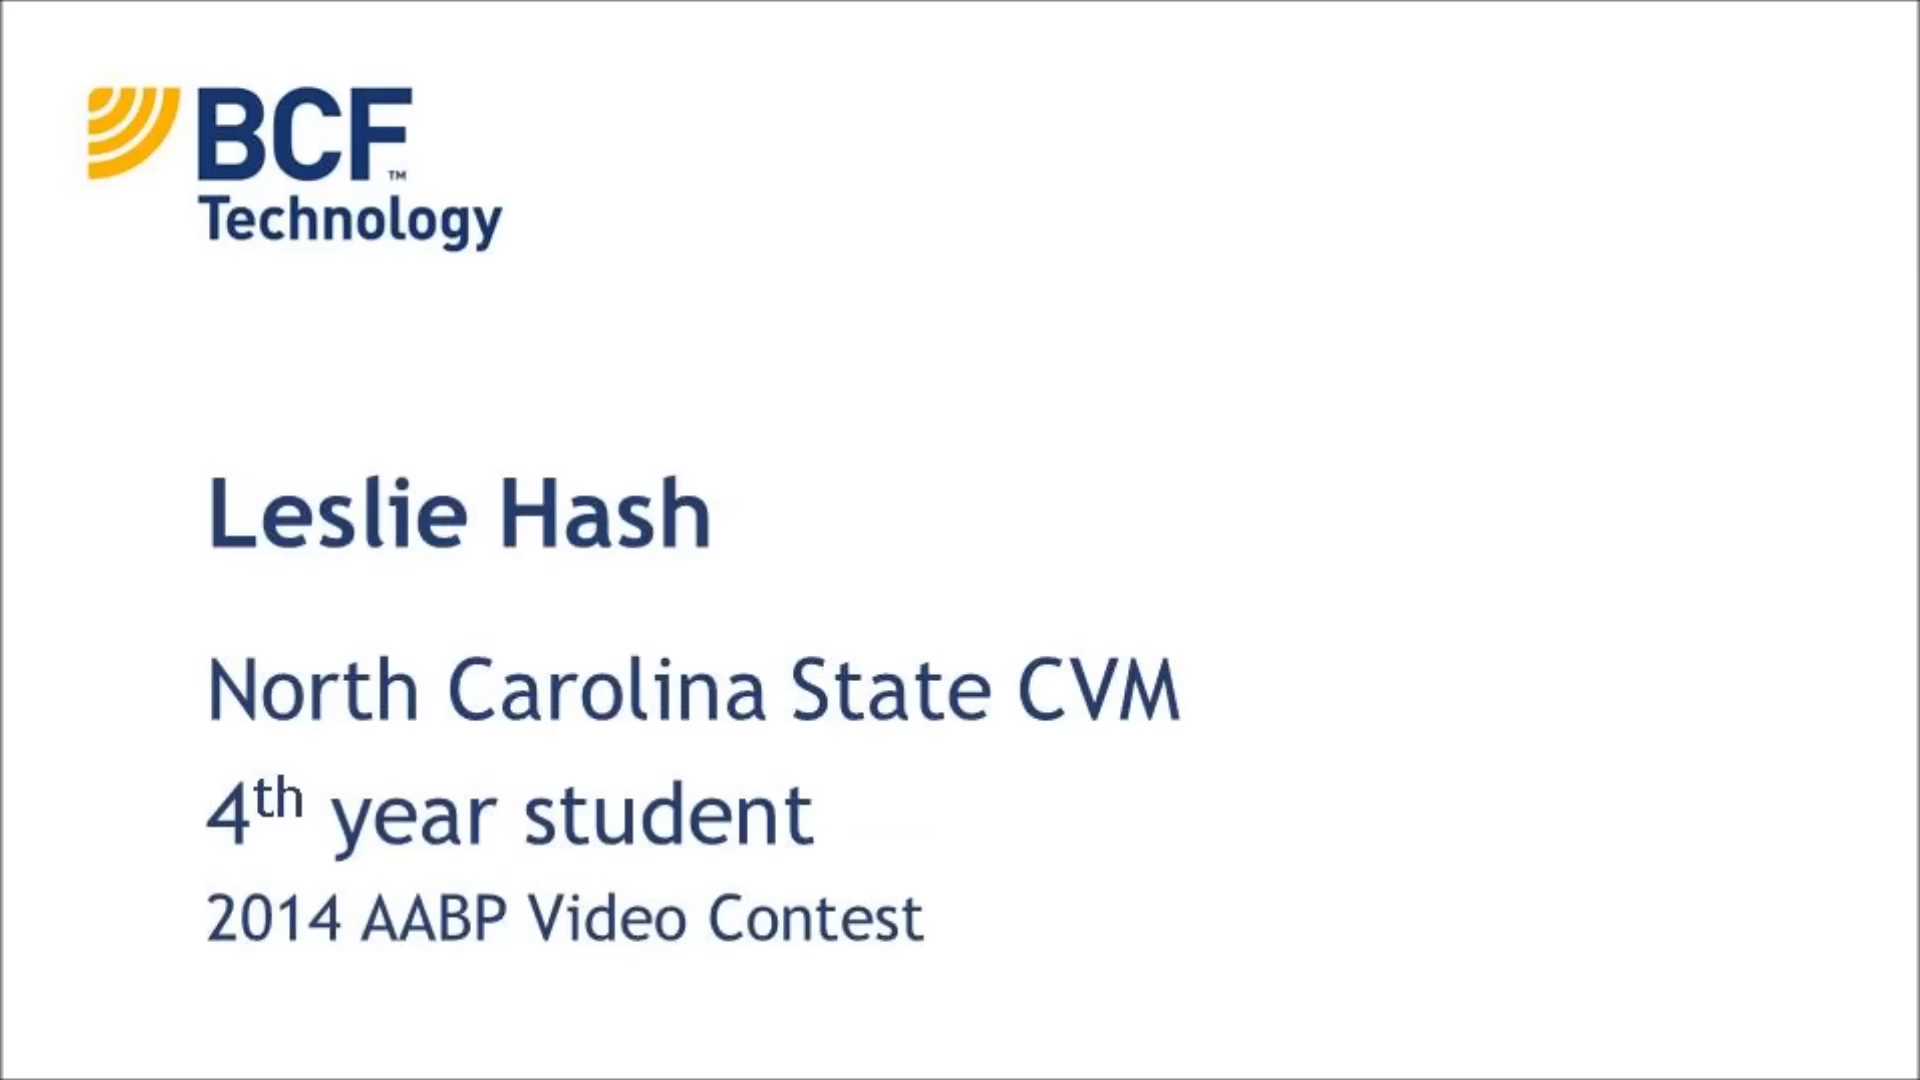 BCF™
Technology
Leslie Hash
North Carolina State CVM
4th year student
2014 AABP Video Contest